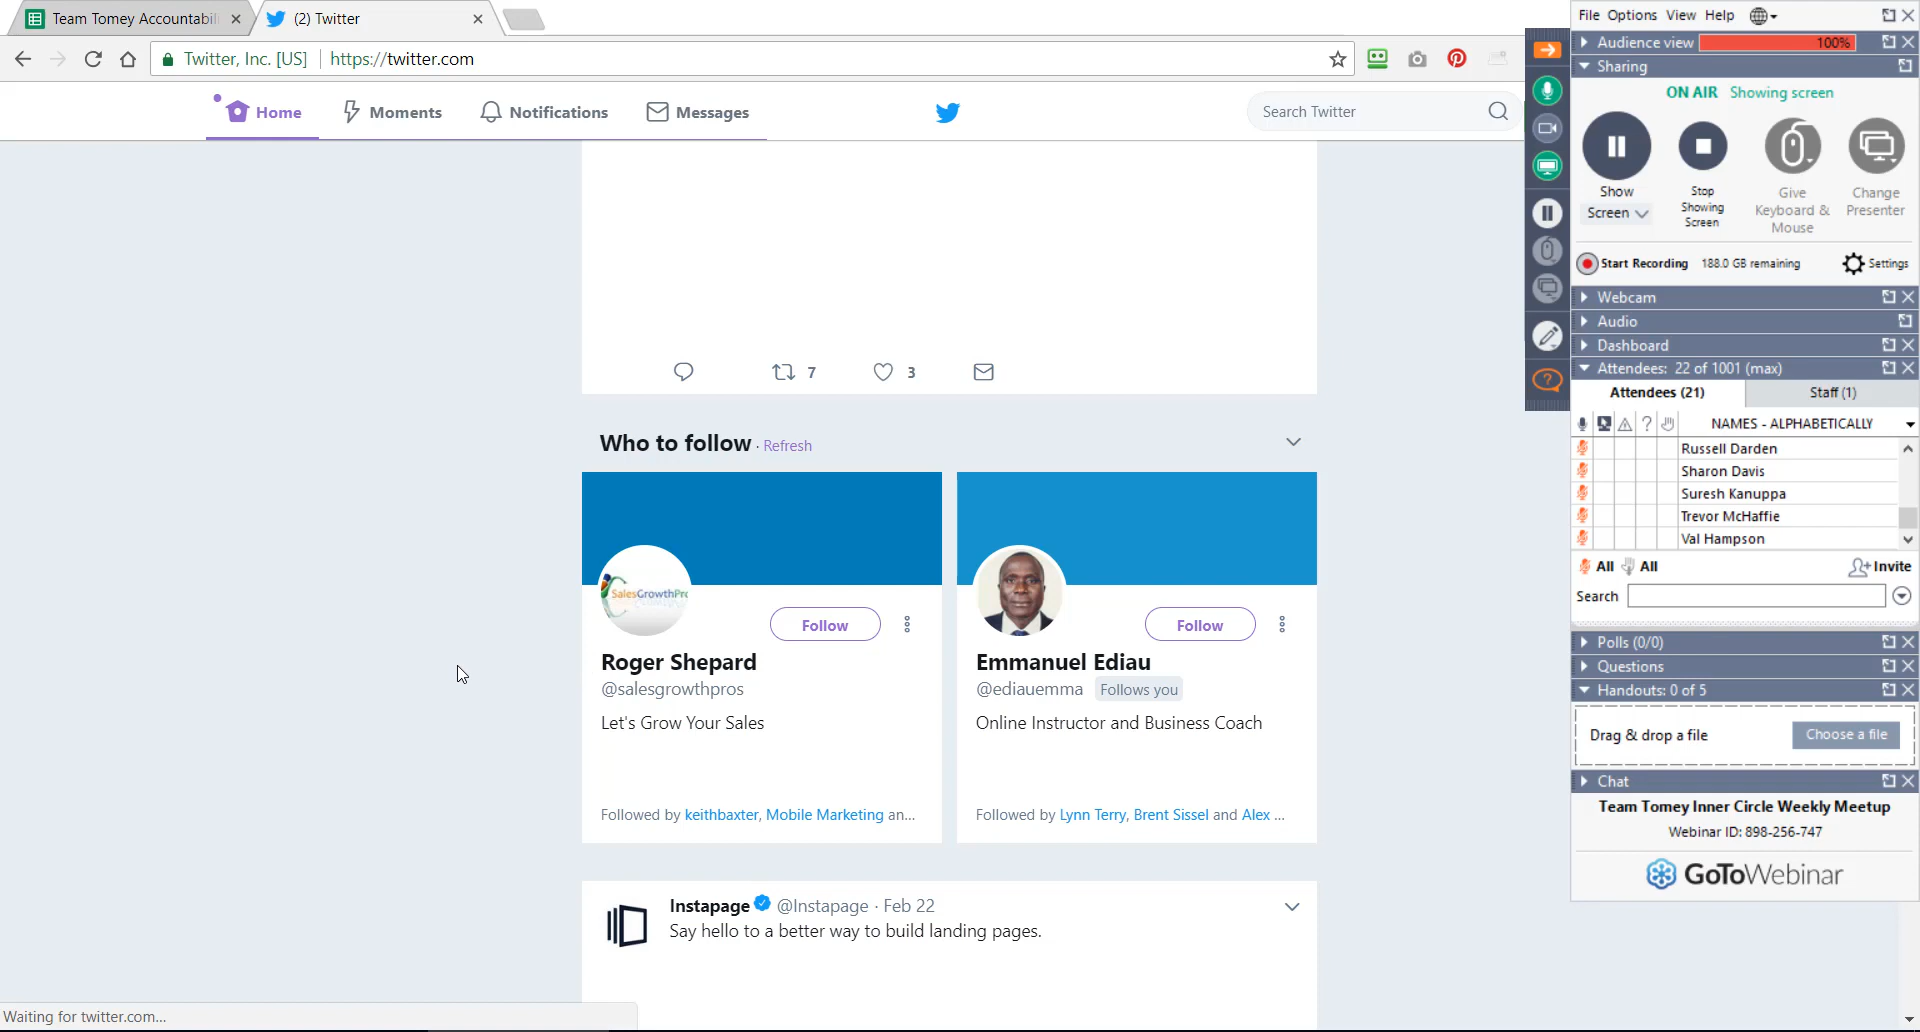 Team Tomey Accountabil
(2) Twitter
Twitter, Inc. [US]
https://twitter.com
Home
Moments
Notifications
Messages
Search Twitter
7
3
Who to follow · Refresh
SalesGrowthPro
Follow
Roger Shepard
@salesgrowthpros
Let's Grow Your Sales
Followed by keithbaxter, Mobile Marketing an...
Follow
Emmanuel Ediau
@ediauemma Follows you
Online Instructor and Business Coach
Followed by Lynn Terry, Brent Sissel and Alex ...
Instapage @Instapage · Feb 22
Say hello to a better way to build landing pages.
Waiting for twitter.com...
File Options View Help
Audience view 100%
Sharing
ON AIR Showing screen
Show
Screen
Stop
Showing
Screen
Give
Keyboard &
Mouse
Change
Presenter
Start Recording 188.0 GB remaining
Settings
Webcam
Audio
Dashboard
Attendees: 22 of 1001 (max)
Attendees (21)
Staff (1)
? NAMES - ALPHABETICALLY
Russell Darden
Sharon Davis
Suresh Kanuppa
Trevor McHaffie
Val Hampson
All All
Invite
Search
Polls (0/0)
Questions
Handouts: 0 of 5
Drag & drop a file
Choose a file
Chat
Team Tomey Inner Circle Weekly Meetup
Webinar ID: 898-256-747
GoToWebinar